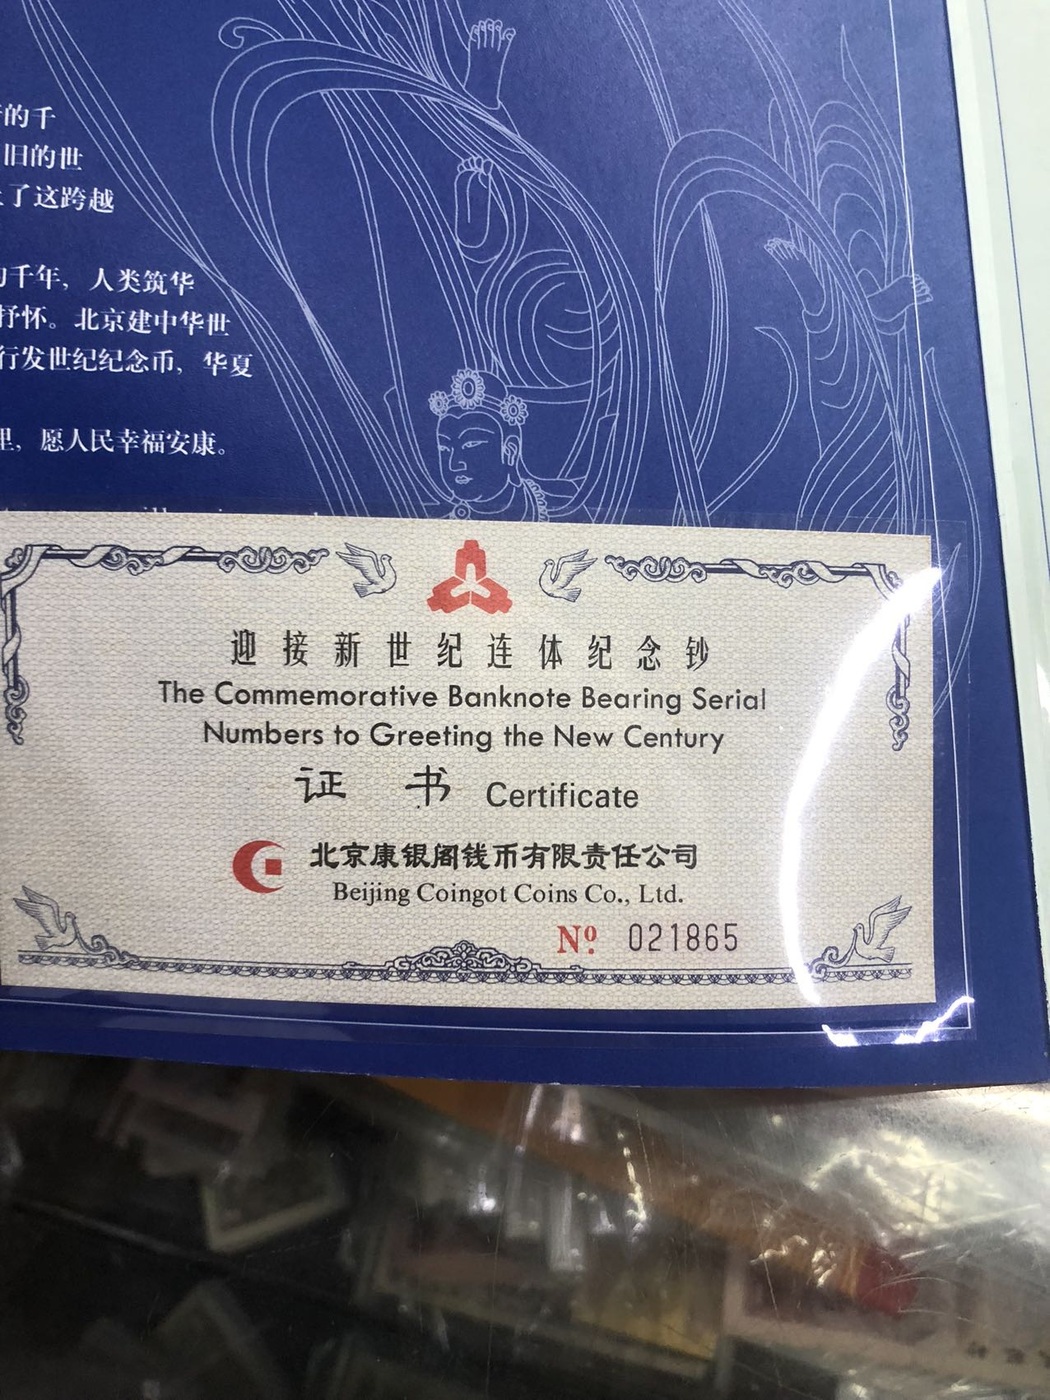 的千
旧的世
了这跨越
千年，人类筑华
抒怀。北京建中华世
行发世纪纪念币，华夏
里，愿人民幸福安康。
迎接新世纪连体纪念钞
The Commemorative Banknote Bearing Serial
Numbers to Greeting the New Century
证书 Certificate
北京康银阁钱币有限责任公司
Beijing Coingot Coins Co., Ltd.
Nº 021865